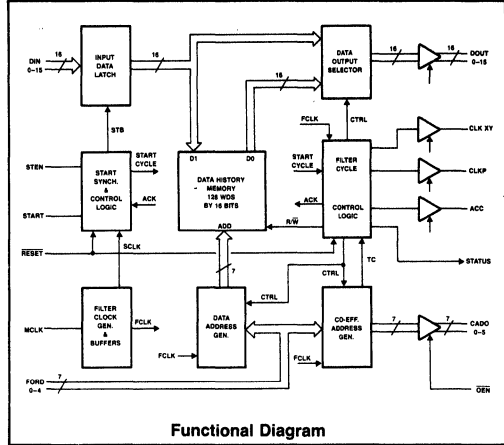 DIN
0–15
16
INPUT
DATA
LATCH
16
16
DATA
OUTPUT
SELECTOR
16
16
DOUT
0–15
STB
FCLK
CTRL
CLK XY
STEN
START
START
SYNCH.
&
CONTROL
LOGIC
START
CYCLE
ACK
D1
D0
DATA HISTORY
MEMORY
128 WDS
BY 16 BITS
ADD
START
CYCLE
ACK
R/W̅
FILTER
CYCLE
CONTROL
LOGIC
CLKP
ACC
RESET
SCLK
STATUS
7
CTRL
CTRL
TC
MCLK
FILTER
CLOCK
GEN.
&
BUFFERS
FCLK
DATA
ADDRESS
GEN.
CO-EFF.
ADDRESS
GEN.
7
7
CADO
0–5
FORD
0–4
7
FCLK
FCLK
OEN
Functional Diagram